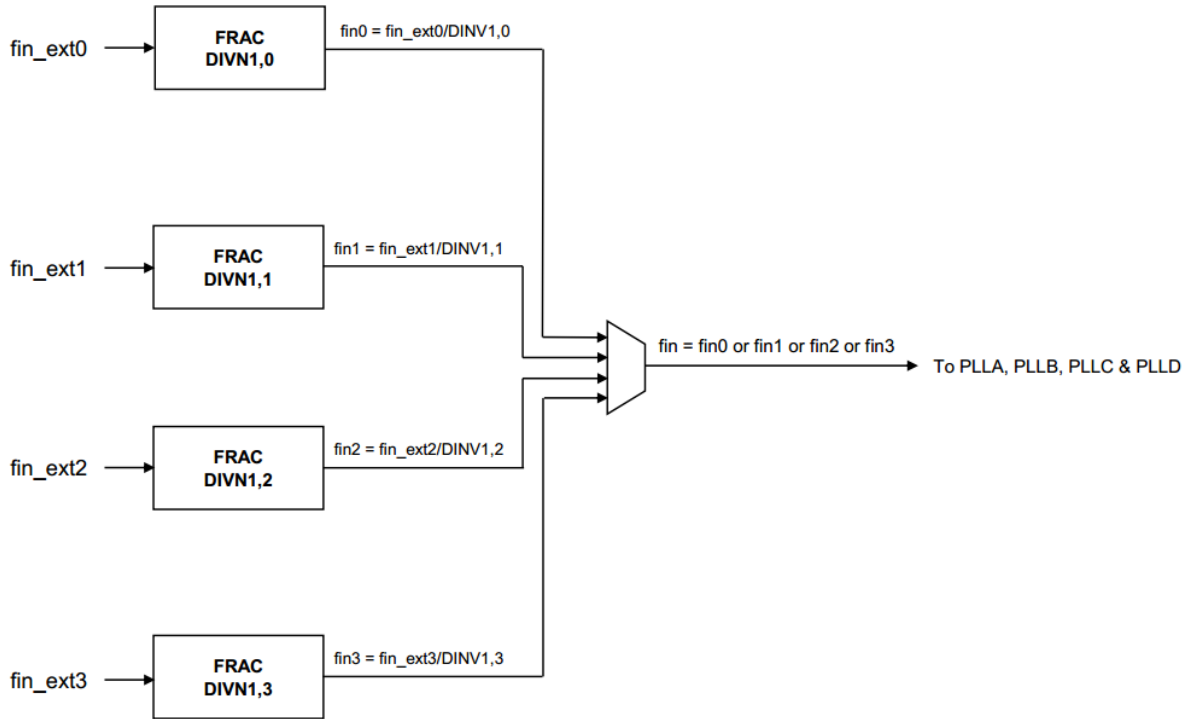 fin_ext0
FRAC
DIVN1,0
fin0 = fin_ext0/DINV1,0
fin_ext1
FRAC
DIVN1,1
fin1 = fin_ext1/DINV1,1
fin = fin0 or fin1 or fin2 or fin3
To PLLA, PLLB, PLLC & PLLD
fin_ext2
FRAC
DIVN1,2
fin2 = fin_ext2/DINV1,2
fin_ext3
FRAC
DIVN1,3
fin3 = fin_ext3/DINV1,3